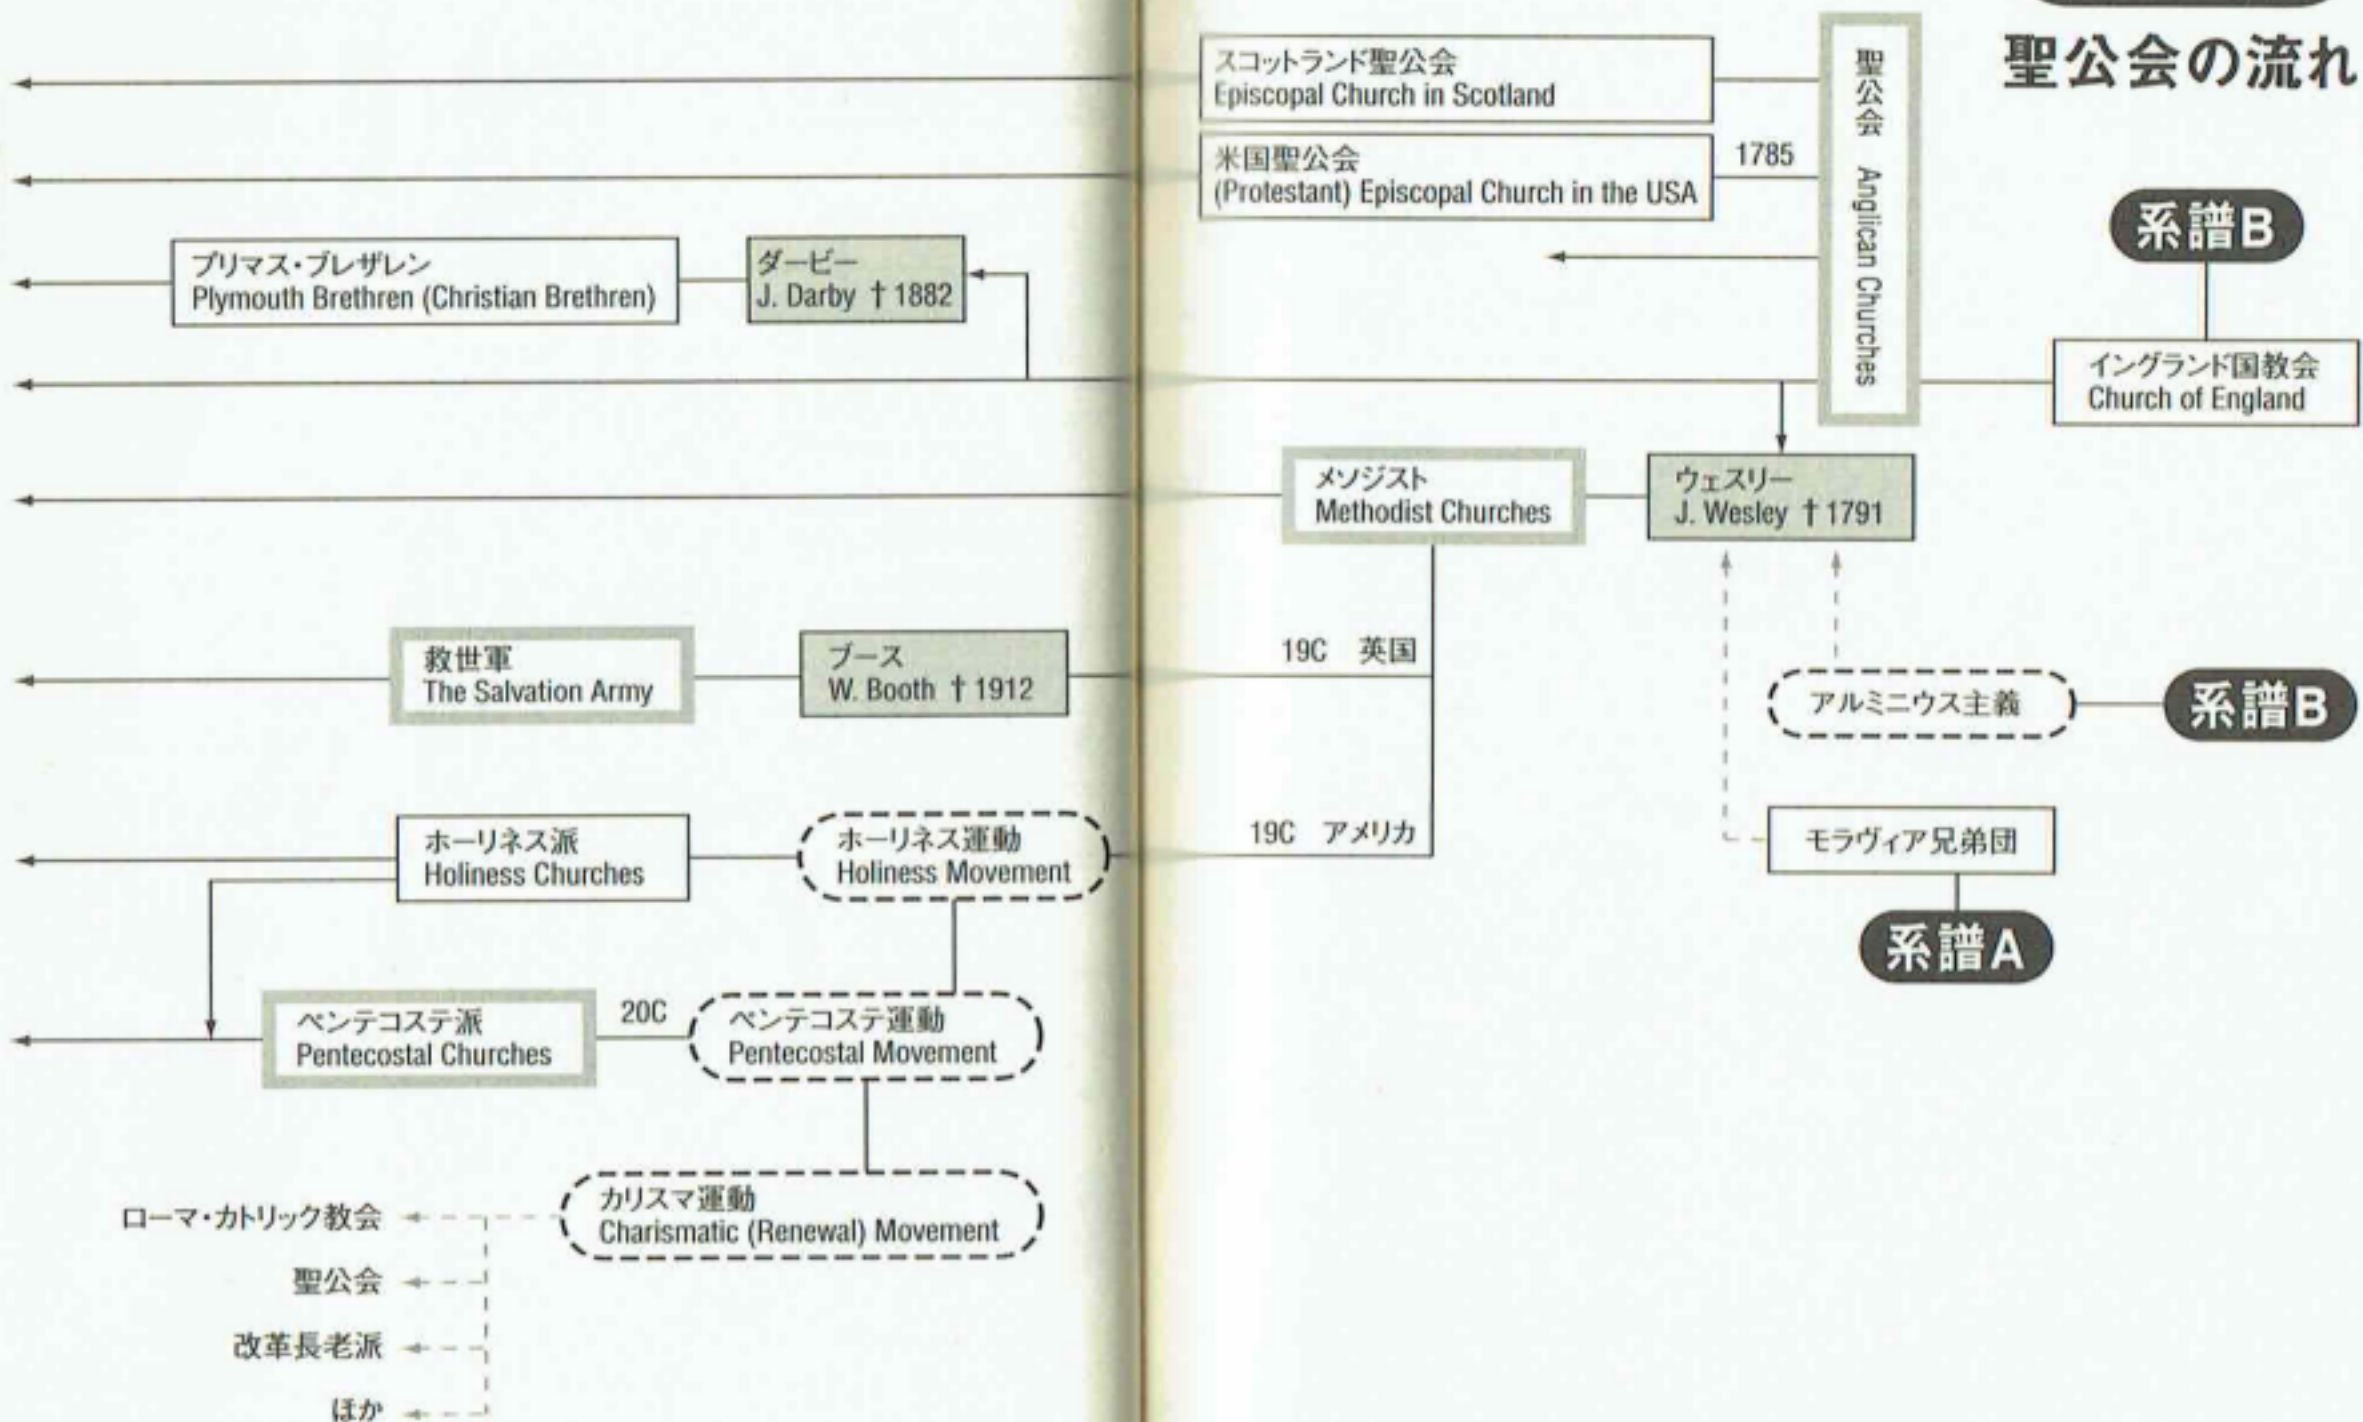 聖公会の流れ
系譜B
イングランド国教会
Church of England
聖公会 Anglican Churches
スコットランド聖公会
Episcopal Church in Scotland
1785
米国聖公会
(Protestant) Episcopal Church in the USA
ダービー
J. Darby †1882
プリマス・ブレザレン
Plymouth Brethren (Christian Brethren)
ウェスリー
J. Wesley †1791
メソジスト
Methodist Churches
アルミニウス主義
系譜B
モラヴィア兄弟団
系譜A
19C 英国
ブース
W. Booth †1912
救世軍
The Salvation Army
19C アメリカ
ホーリネス運動
Holiness Movement
ホーリネス派
Holiness Churches
ペンテコステ運動
Pentecostal Movement
20C
ペンテコステ派
Pentecostal Churches
カリスマ運動
Charismatic (Renewal) Movement
ローマ・カトリック教会
聖公会
改革長老派
ほか